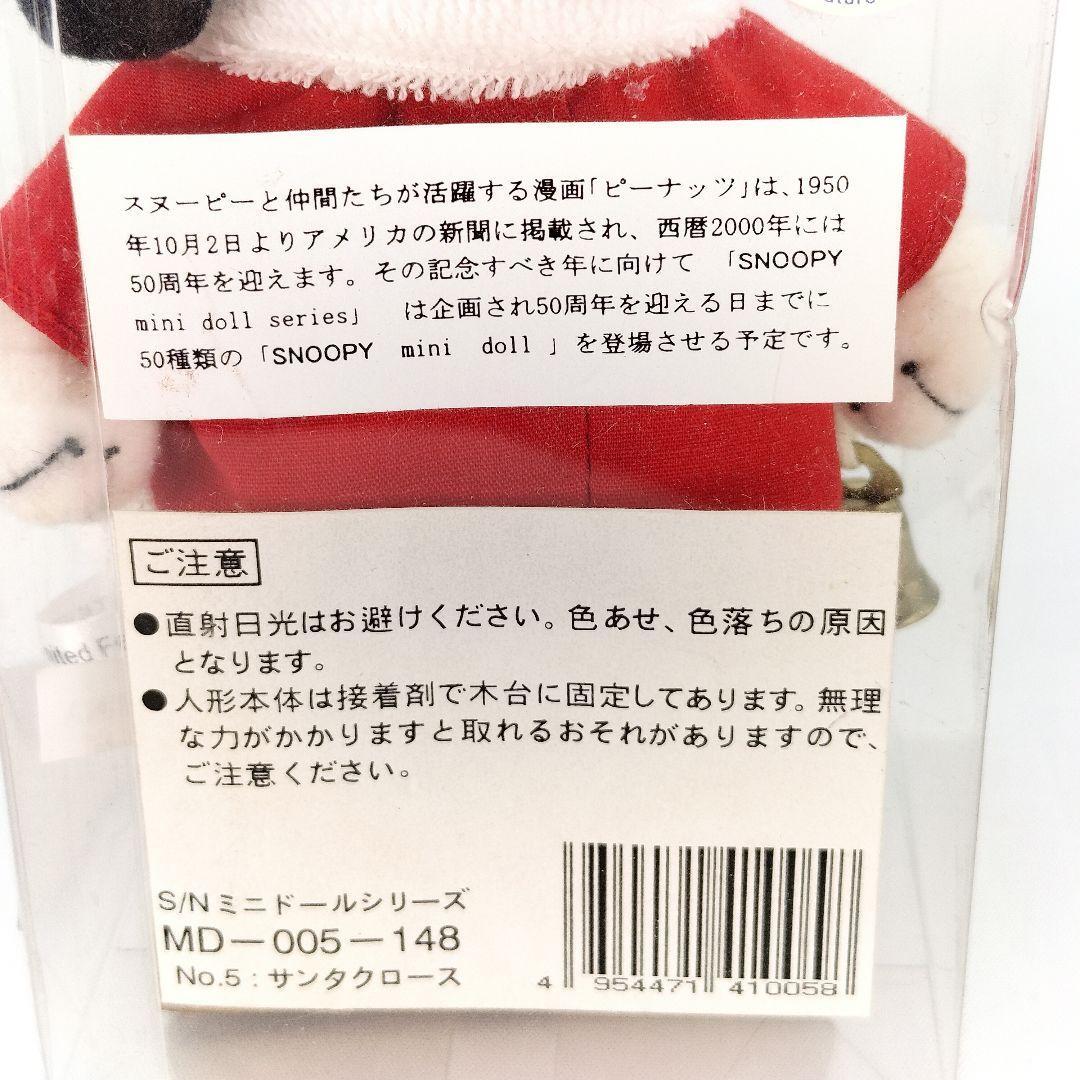 スヌーピーと仲間たちが活躍する漫画「ピーナッツ」は、1950
年10月2日よりアメリカの新聞に掲載され、西暦2000年には
50周年を迎えます。その記念すべき年に向けて 「SNOOPY
mini doll series」 は企画され50周年を迎える日までに
50種類の「SNOOPY mini doll 」を登場させる予定です。
ご注意
●直射日光はお避けください。色あせ、色落ちの原因
となります。
●人形本体は接着剤で木台に固定してあります。無理
な力がかかりますと取れるおそれがありますので、
ご注意ください。
S/Nミニドールシリーズ
MD-005-148
No.5:サンタクロース
4 954471 410058